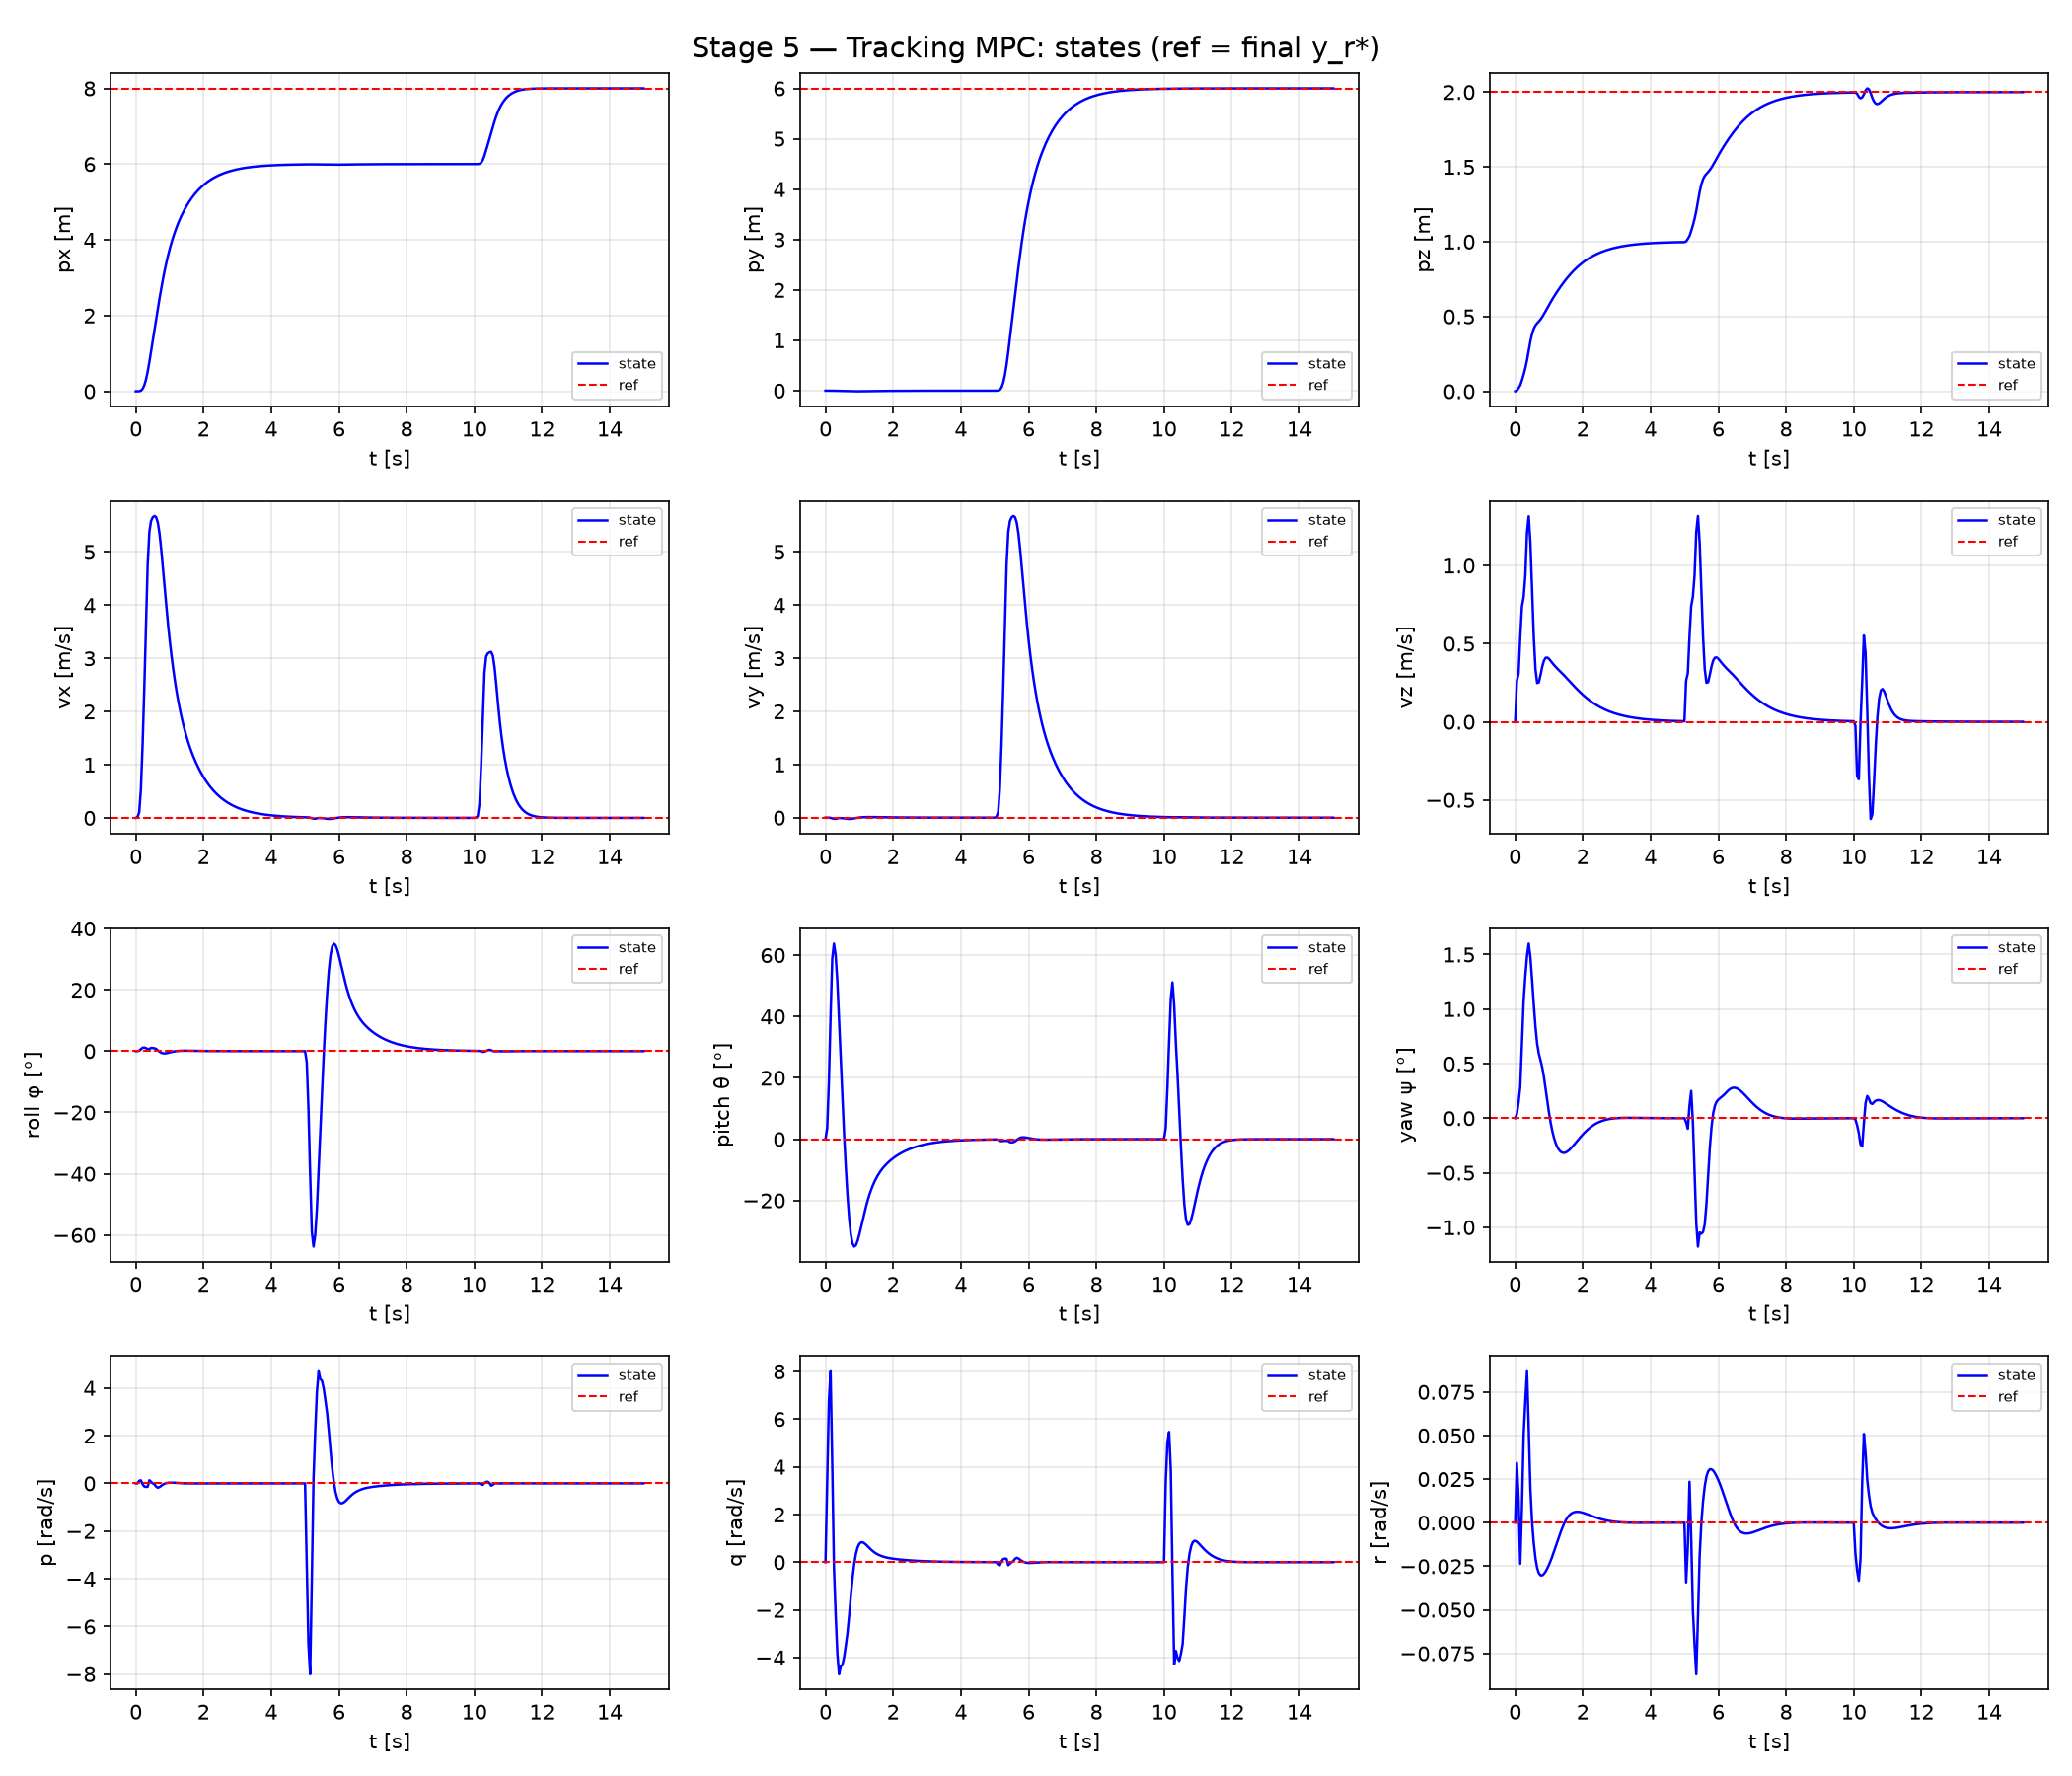 Stage 5 — Tracking MPC: states (ref = final y_r*)
px [m]
8
6
4
2
0
0 2 4 6 8 10 12 14
t [s]
state
ref
py [m]
6
5
4
3
2
1
0
0 2 4 6 8 10 12 14
t [s]
state
ref
pz [m]
2.0
1.5
1.0
0.5
0.0
0 2 4 6 8 10 12 14
t [s]
state
ref
vx [m/s]
5
4
3
2
1
0
0 2 4 6 8 10 12 14
t [s]
state
ref
vy [m/s]
5
4
3
2
1
0
0 2 4 6 8 10 12 14
t [s]
state
ref
vz [m/s]
1.0
0.5
0.0
−0.5
0 2 4 6 8 10 12 14
t [s]
state
ref
roll φ [°]
40
20
0
−20
−40
−60
0 2 4 6 8 10 12 14
t [s]
state
ref
pitch θ [°]
60
40
20
0
−20
0 2 4 6 8 10 12 14
t [s]
state
ref
yaw ψ [°]
1.5
1.0
0.5
0.0
−0.5
−1.0
0 2 4 6 8 10 12 14
t [s]
state
ref
p [rad/s]
4
2
0
−2
−4
−6
−8
0 2 4 6 8 10 12 14
t [s]
state
ref
q [rad/s]
8
6
4
2
0
−2
−4
0 2 4 6 8 10 12 14
t [s]
state
ref
r [rad/s]
0.075
0.050
0.025
0.000
−0.025
−0.050
−0.075
0 2 4 6 8 10 12 14
t [s]
state
ref